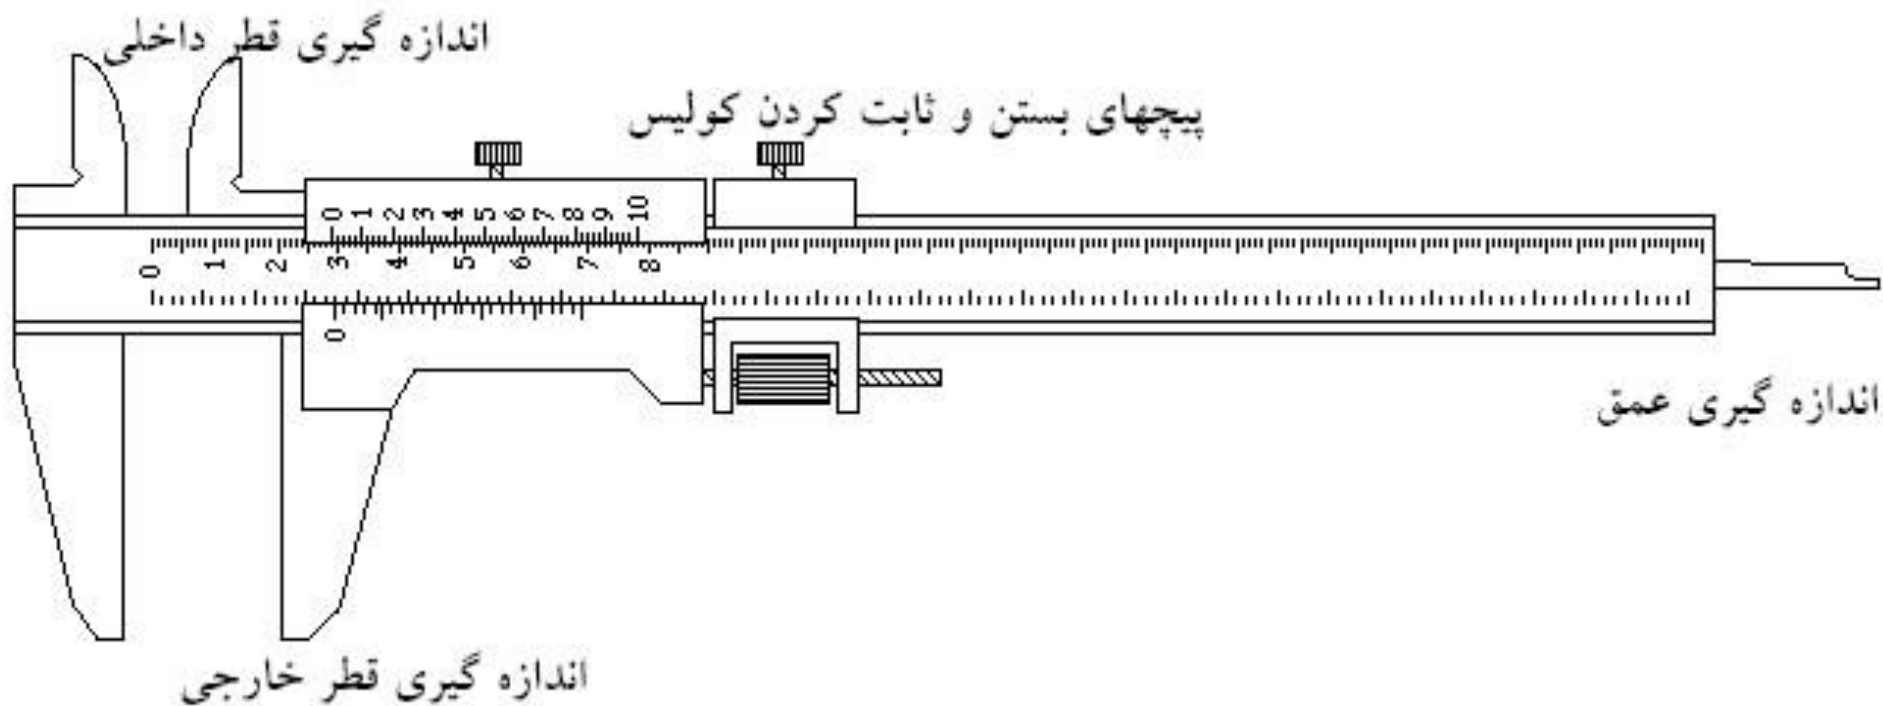 اندازه گیری قطر داخلی
پیچهای بستن و ثابت کردن کولیس
0 1 2 3 4 5 6 7 8 9 10
0 1 2 3 4 5 6 7 8
0
اندازه گیری عمق
اندازه گیری قطر خارجی